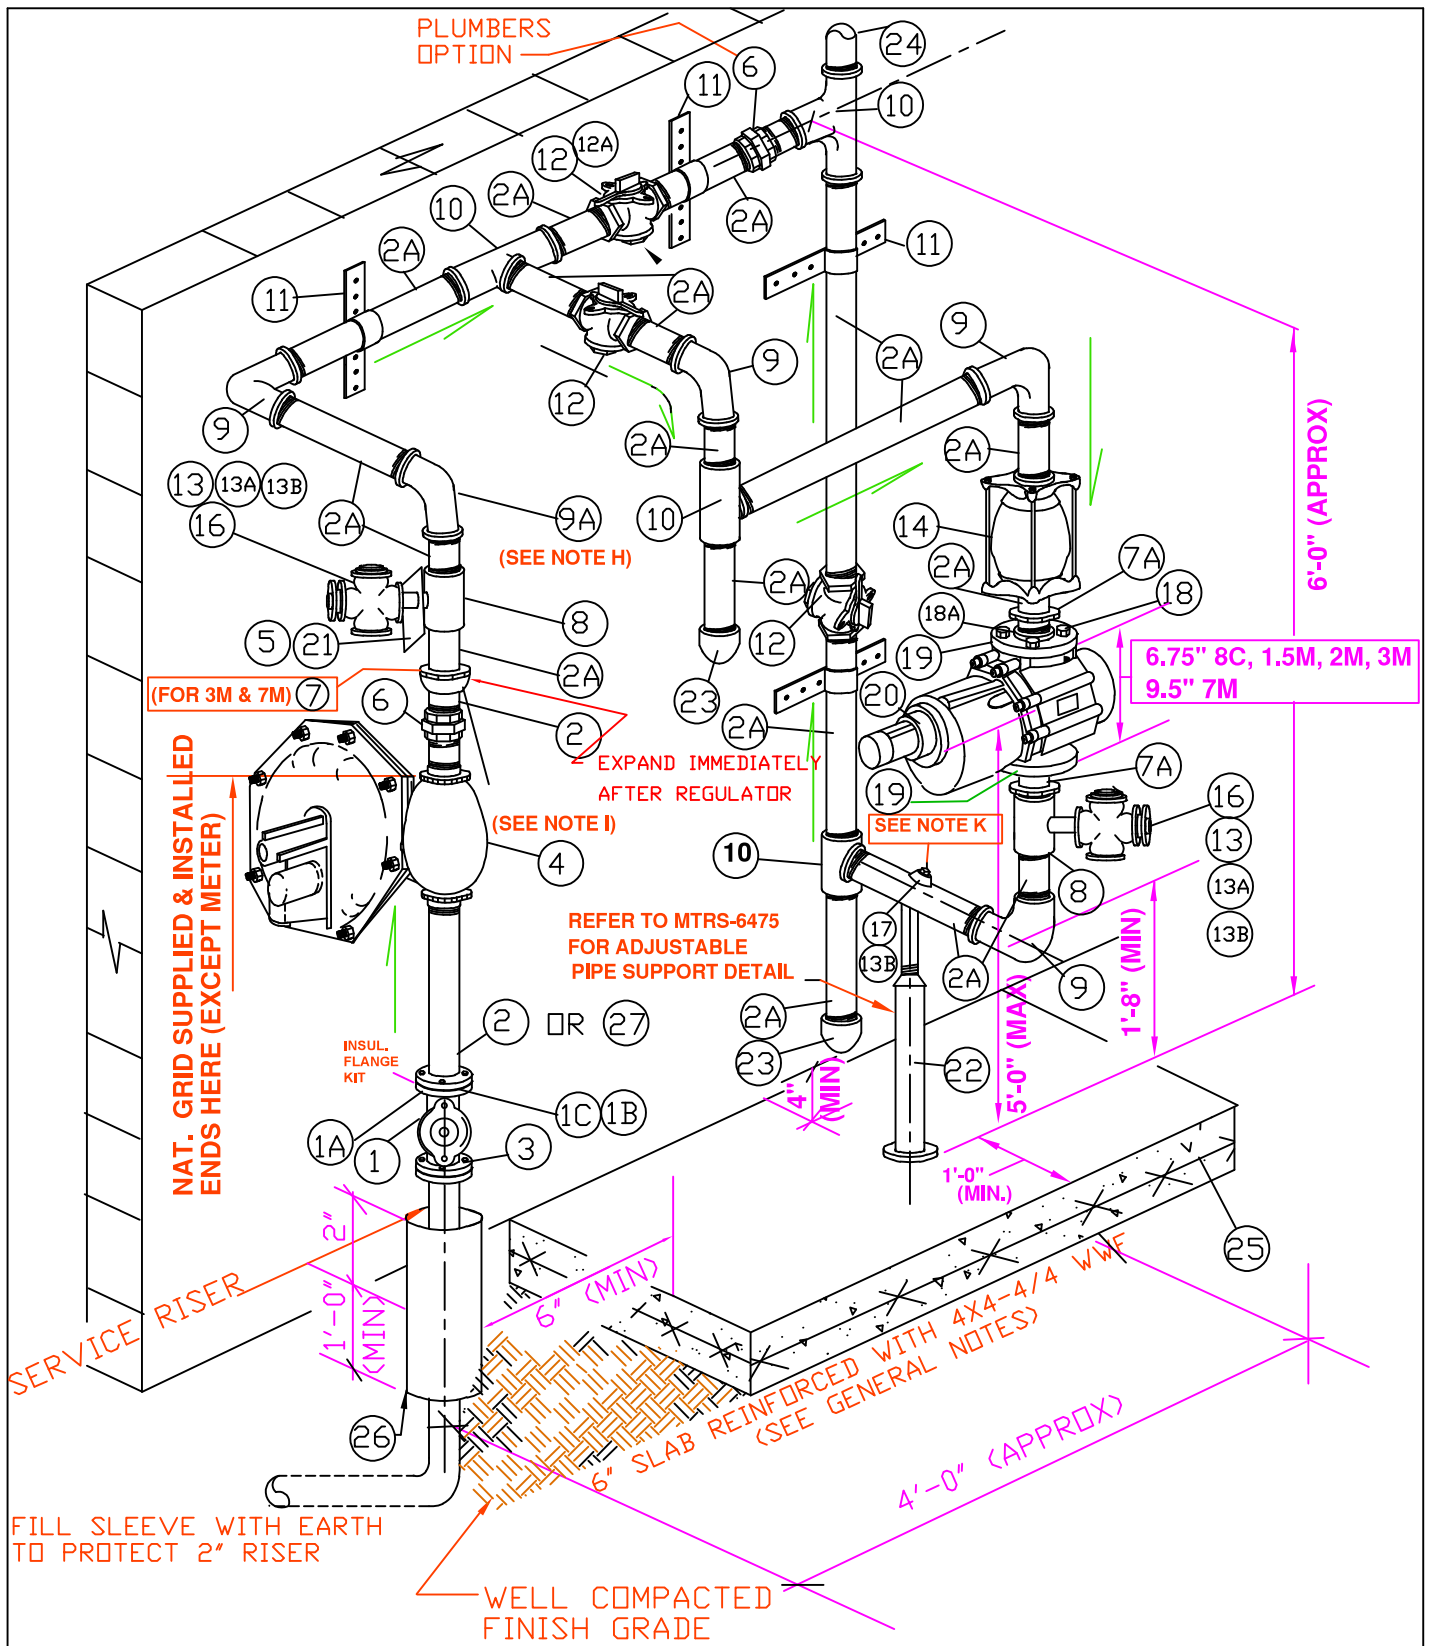 PLUMBERS
OPTION
6
24
11
10
12
12A
2A
10
2A
2A
11
2A
11
2A
9
2A
9
12
9
2A
2A
13
13A
13B
16
2A
9A
(SEE NOTE H)
10
14
2A
7A
18A
18
5
21
8
2A
12
19
6'-0" (APPROX)
(FOR 3M & 7M)
7
2A
23
6.75" 8C, 1.5M, 2M, 3M
9.5" 7M
6
2
20
2A
EXPAND IMMEDIATELY
AFTER REGULATOR
7A
19
16
NAT. GRID SUPPLIED & INSTALLED
ENDS HERE (EXCEPT METER)
(SEE NOTE I)
4
SEE NOTE K
10
13
8
13A
REFER TO MTRS-6475
FOR ADJUSTABLE
PIPE SUPPORT DETAIL
17
13B
13B
2A
9
1'-8" (MIN)
2
OR
27
2A
5'-0" (MAX)
INSUL.
FLANGE
KIT
23
22
4"
(MIN)
1A
1
1C
1B
3
1'-0"
(MIN.)
2"
25
1'-0"
(MIN)
6" (MIN)
SERVICE RISER
6" SLAB REINFORCED WITH 4X4-4/4 WWF
(SEE GENERAL NOTES)
26
4'-0" (APPROX)
FILL SLEEVE WITH EARTH
TO PROTECT 2" RISER
WELL COMPACTED
FINISH GRADE